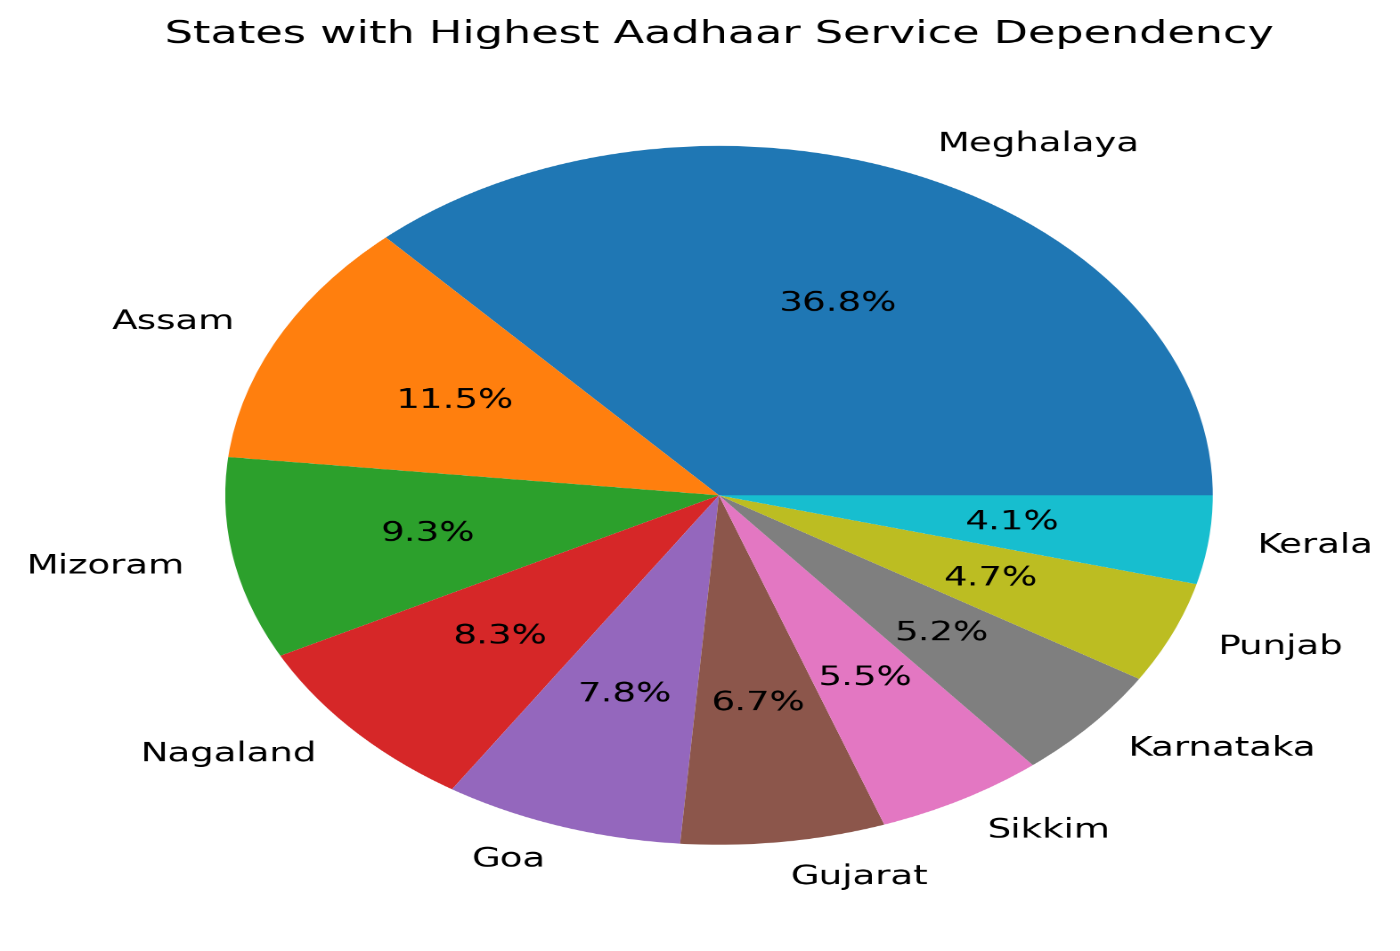 States with Highest Aadhaar Service Dependency
Meghalaya
36.8%
Assam
11.5%
Mizoram
9.3%
Nagaland
8.3%
Goa
7.8%
Gujarat
6.7%
Sikkim
5.5%
Karnataka
5.2%
Punjab
4.7%
Kerala
4.1%